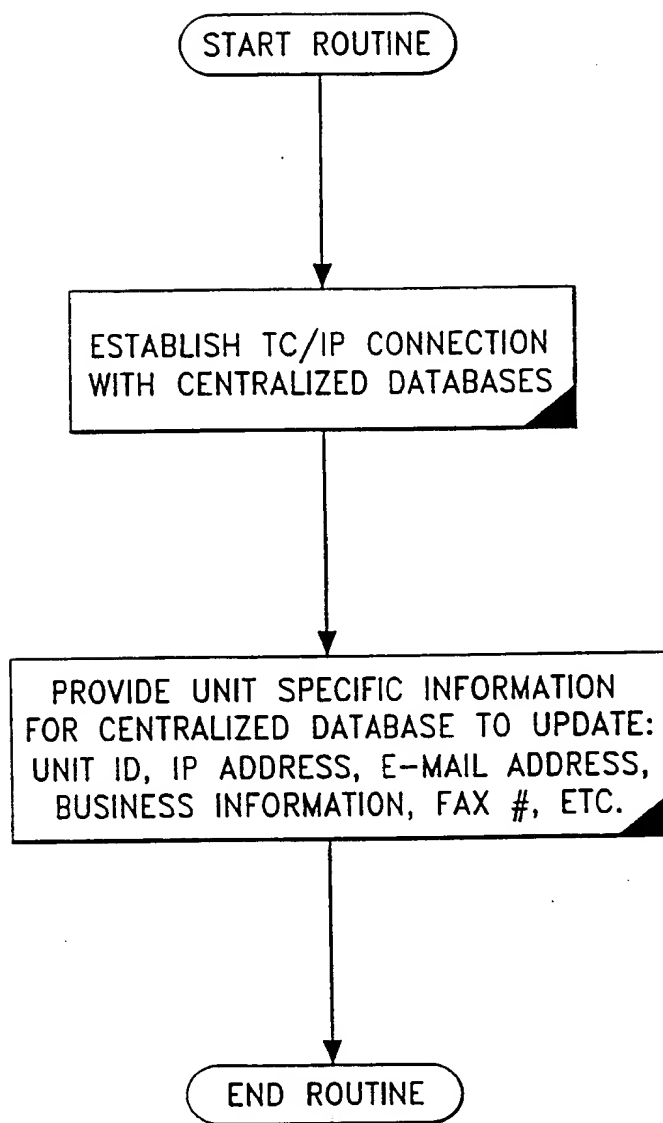 START ROUTINE
ESTABLISH TC/IP CONNECTION
WITH CENTRALIZED DATABASES
PROVIDE UNIT SPECIFIC INFORMATION
FOR CENTRALIZED DATABASE TO UPDATE:
UNIT ID, IP ADDRESS, E-MAIL ADDRESS,
BUSINESS INFORMATION, FAX #, ETC.
END ROUTINE